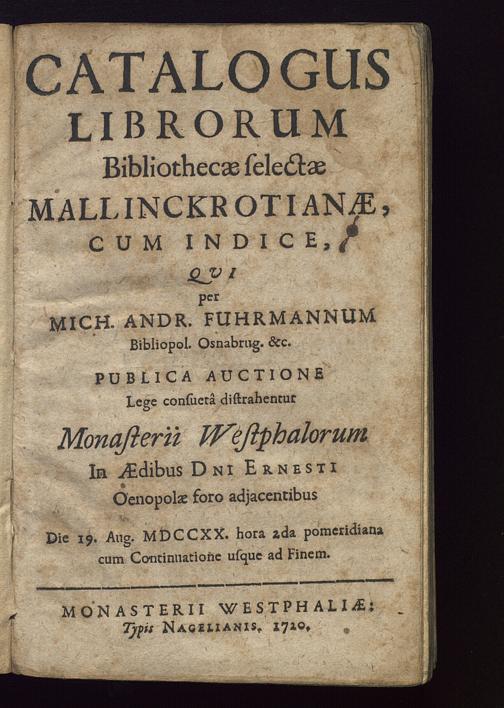 CATALOGUS
LIBRORUM
Bibliothecæ ſelectæ
MALLINCKROTIANÆ,
CUM INDICE,
QVI
per
MICH. ANDR. FUHRMANNUM
Bibliopol. Osnabrug. &c.
PUBLICA AUCTIONE
Lege conſuetâ diſtrahentur
Monaſterii Weſtphalorum
In Ædibus DNI ERNESTI
Oenopolæ foro adjacentibus
Die 19. Aug. MDCCXX. hora 2da pomeridiana
cum Continuatione uſque ad Finem.
MONASTERII WESTPHALIÆ:
Typis NAGELIANIS. 1720.